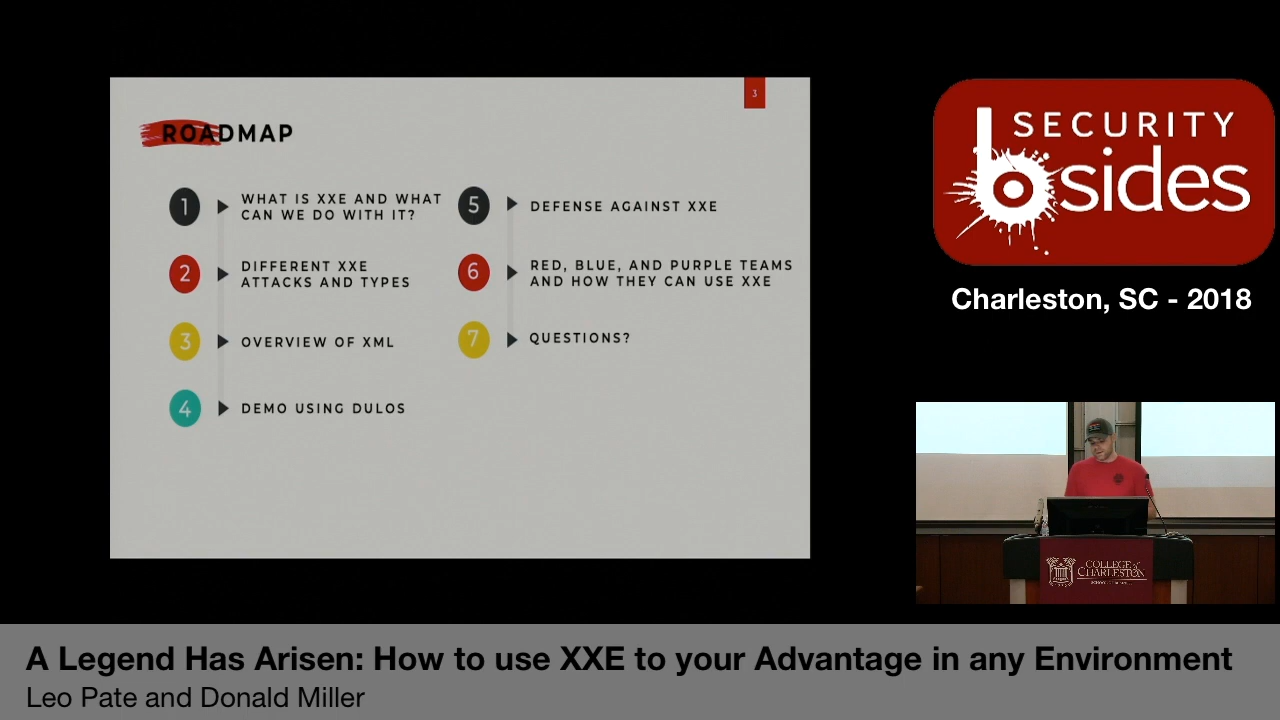 3
ROADMAP
1
WHAT IS XXE AND WHAT
CAN WE DO WITH IT?
2
DIFFERENT XXE
ATTACKS AND TYPES
3
OVERVIEW OF XML
4
DEMO USING DULOS
5
DEFENSE AGAINST XXE
6
RED, BLUE, AND PURPLE TEAMS
AND HOW THEY CAN USE XXE
7
QUESTIONS?
SECURITY
bsides
Charleston, SC - 2018
COLLEGE of
CHARLESTON
A Legend Has Arisen: How to use XXE to your Advantage in any Environment
Leo Pate and Donald Miller